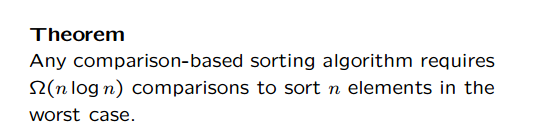 Theorem
Any comparison-based sorting algorithm requires
Ω(n log n) comparisons to sort n elements in the
worst case.